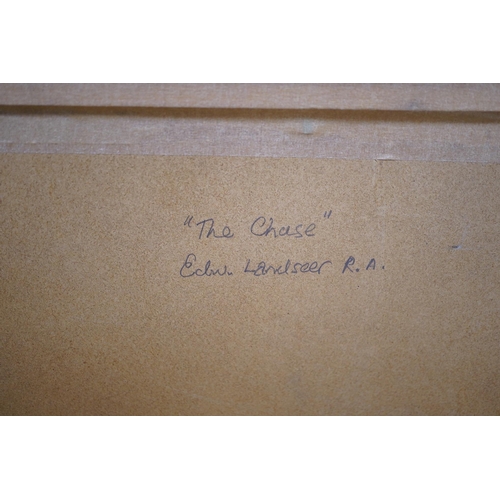 "The Chase"
Edw. Landseer R.A.